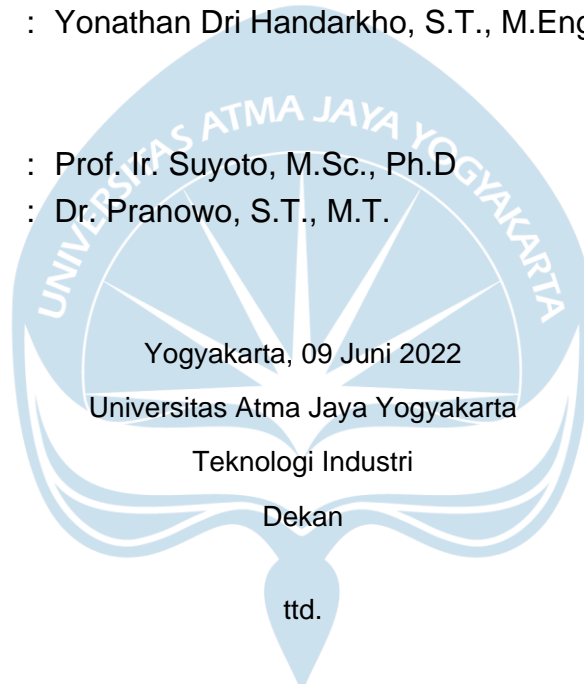 : Yonathan Dri Handarkho, S.T., M.Eng
UNIVERSITAS ATMA JAYA YOGYAKARTA
: Prof. Ir. Suyoto, M.Sc., Ph.D
: Dr. Pranowo, S.T., M.T.
Yogyakarta, 09 Juni 2022
Universitas Atma Jaya Yogyakarta
Teknologi Industri
Dekan
ttd.